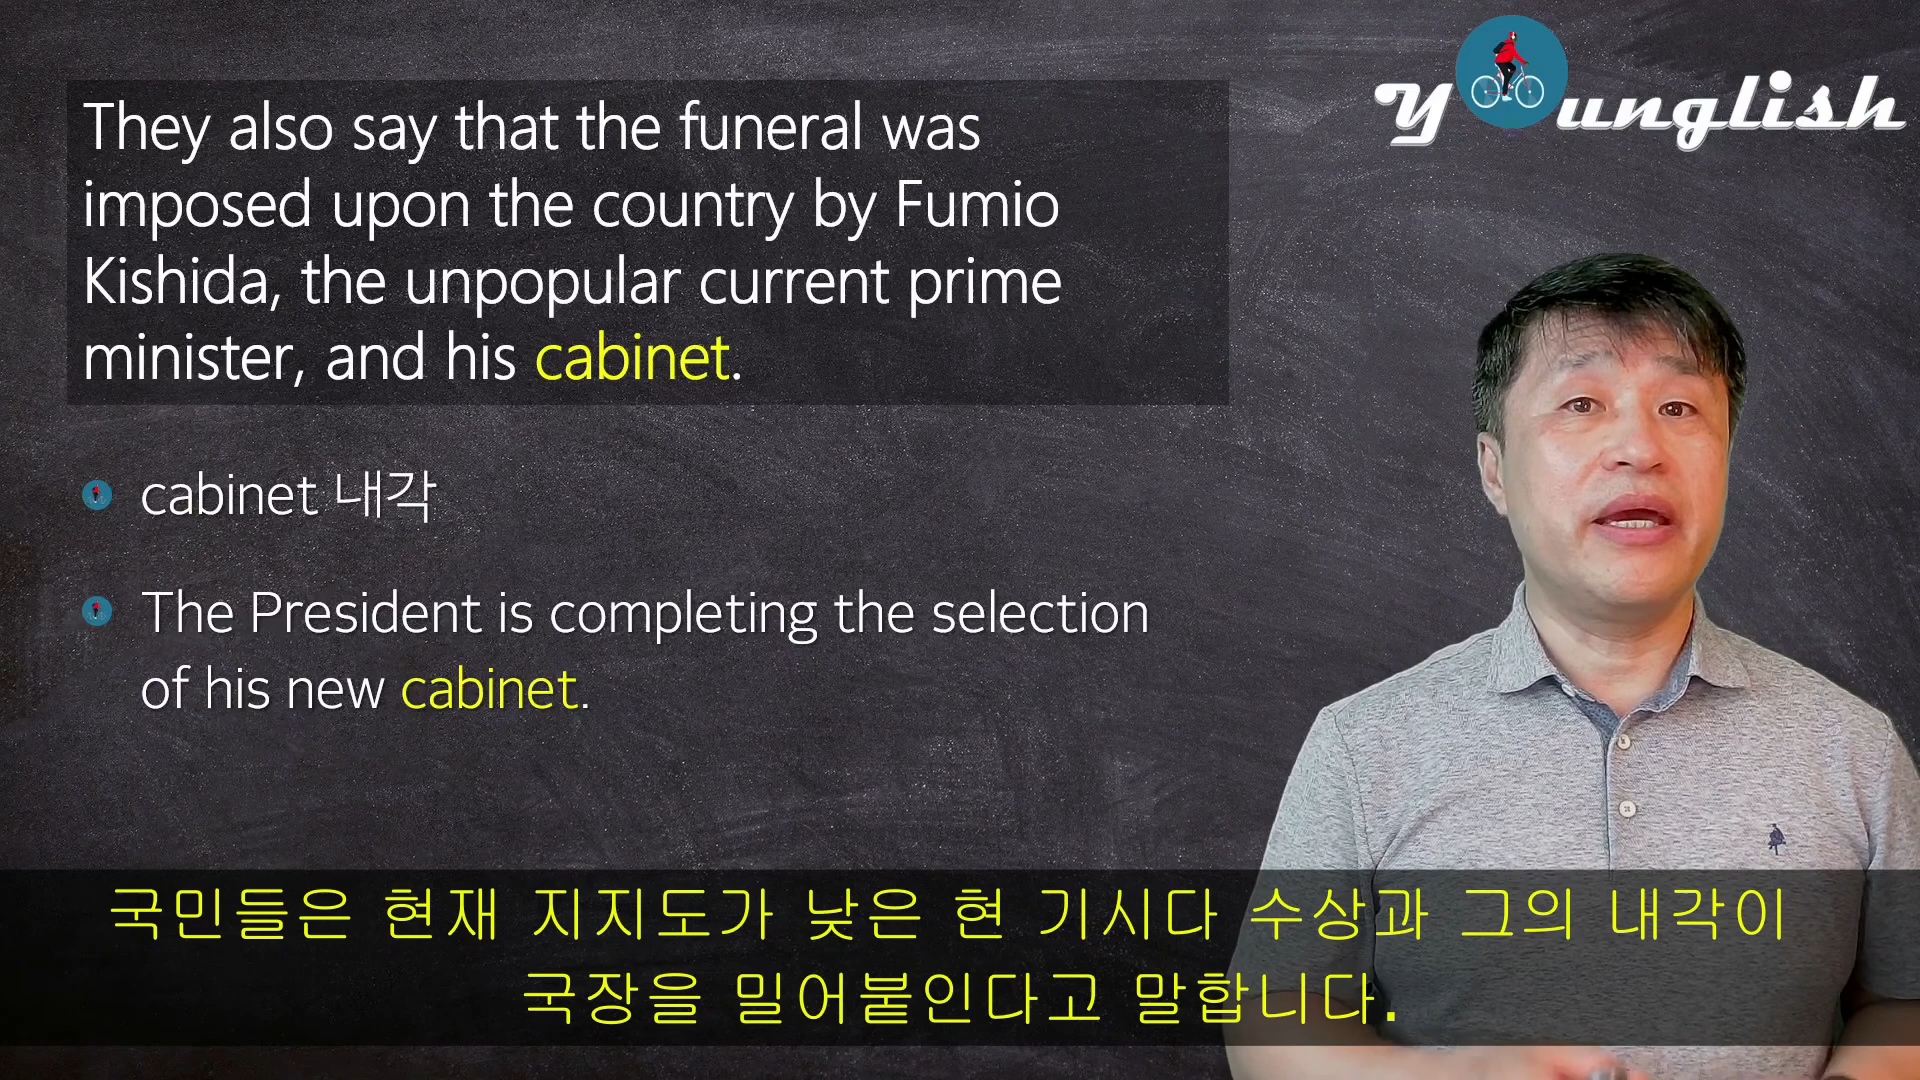 younglish
They also say that the funeral was
imposed upon the country by Fumio
Kishida, the unpopular current prime
minister, and his cabinet.
cabinet 내각
The President is completing the selection
of his new cabinet.
국민들은 현재 지지도가 낮은 현 기시다 수상과 그의 내각이
국장을 밀어붙인다고 말합니다.